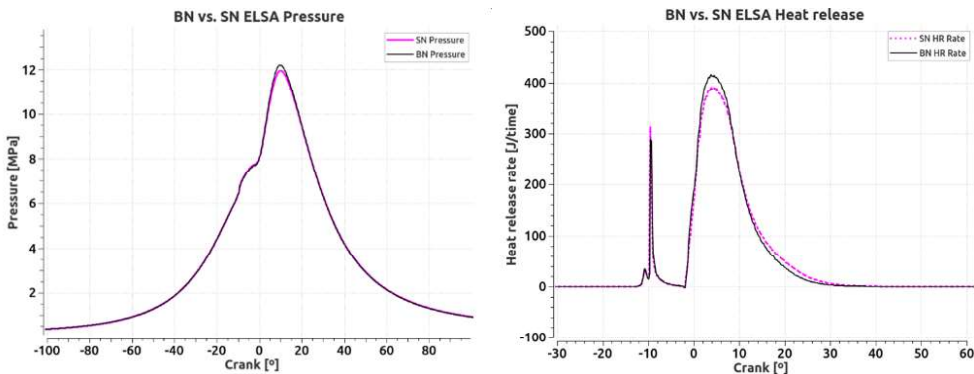 BN vs. SN ELSA Pressure
SN Pressure
BN Pressure
Pressure [MPa]
12
10
8
6
4
2
-100 -80 -60 -40 -20 0 20 40 60 80
Crank [º]
BN vs. SN ELSA Heat release
SN HR Rate
BN HR Rate
Heat release rate [J/time]
500
400
300
200
100
0
-100
-30 -20 -10 0 10 20 30 40 50 60
Crank [º]